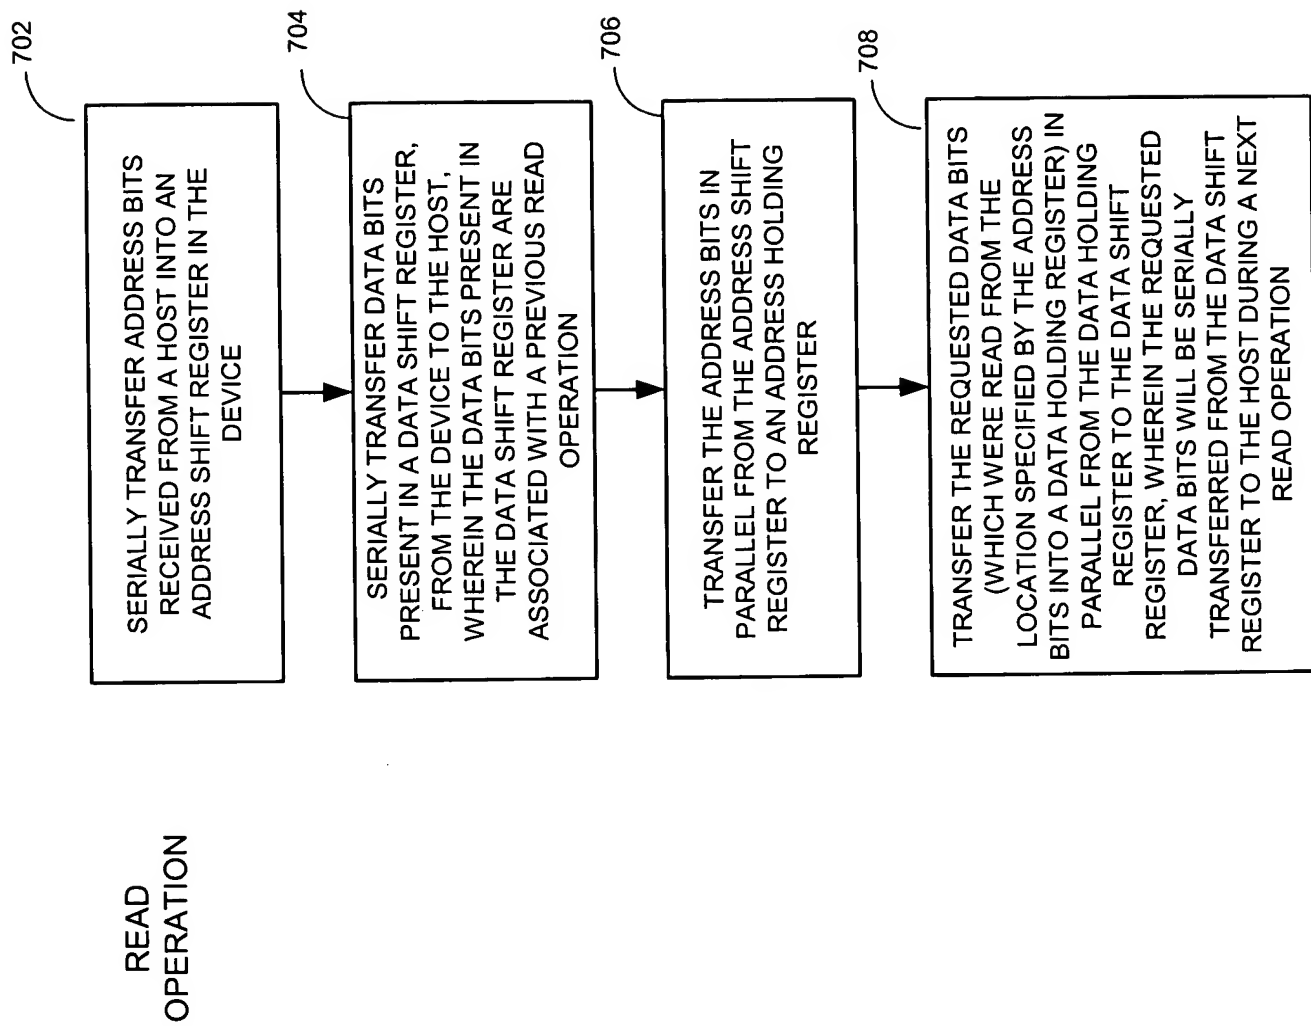 READ
OPERATION
702
SERIALLY TRANSFER ADDRESS BITS
RECEIVED FROM A HOST INTO AN
ADDRESS SHIFT REGISTER IN THE
DEVICE
704
SERIALLY TRANSFER DATA BITS
PRESENT IN A DATA SHIFT REGISTER,
FROM THE DEVICE TO THE HOST,
WHEREIN THE DATA BITS PRESENT IN
THE DATA SHIFT REGISTER ARE
ASSOCIATED WITH A PREVIOUS READ
OPERATION
706
TRANSFER THE ADDRESS BITS IN
PARALLEL FROM THE ADDRESS SHIFT
REGISTER TO AN ADDRESS HOLDING
REGISTER
708
TRANSFER THE REQUESTED DATA BITS
(WHICH WERE READ FROM THE
LOCATION SPECIFIED BY THE ADDRESS
BITS INTO A DATA HOLDING REGISTER) IN
PARALLEL FROM THE DATA HOLDING
REGISTER TO THE DATA SHIFT
REGISTER, WHEREIN THE REQUESTED
DATA BITS WILL BE SERIALLY
TRANSFERRED FROM THE DATA SHIFT
REGISTER TO THE HOST DURING A NEXT
READ OPERATION